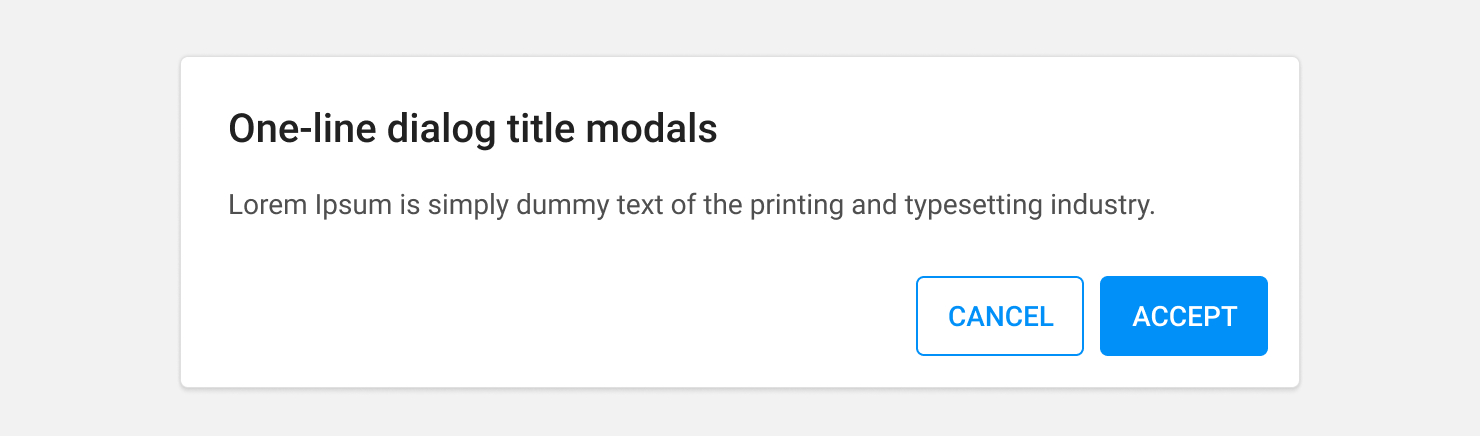 One-line dialog title modals
Lorem Ipsum is simply dummy text of the printing and typesetting industry.
CANCEL
ACCEPT